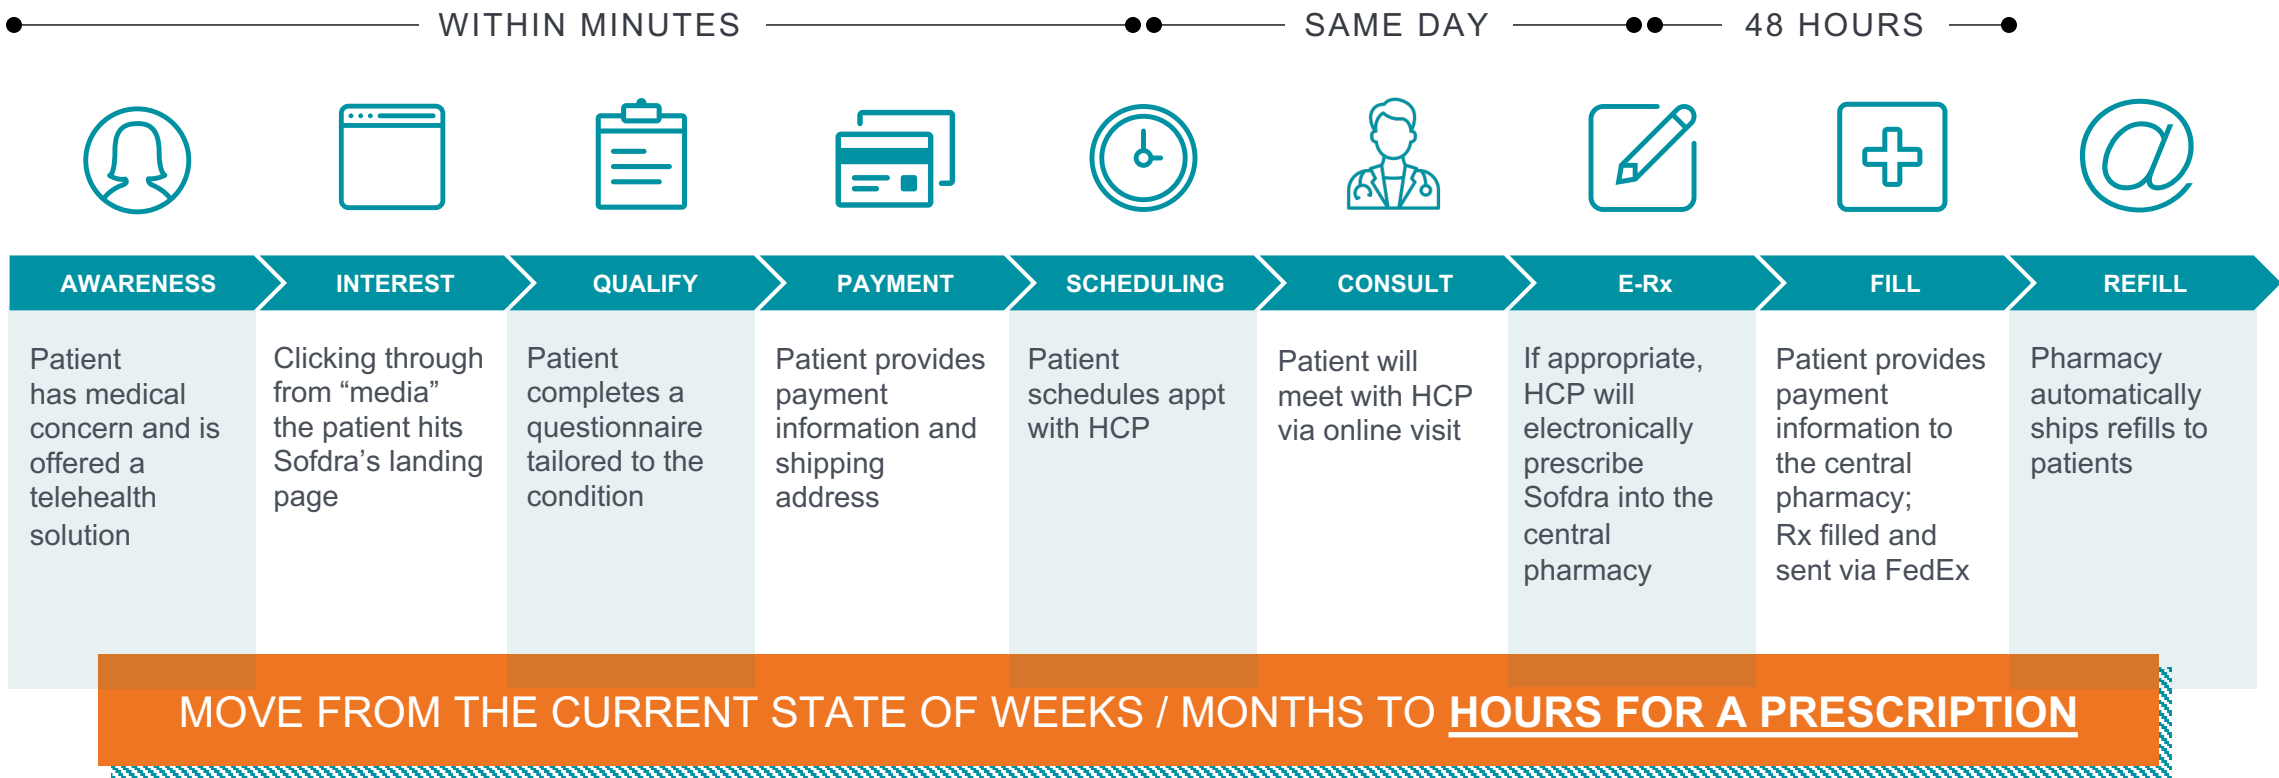 WITHIN MINUTES
SAME DAY
48 HOURS
AWARENESS
INTEREST
QUALIFY
PAYMENT
SCHEDULING
CONSULT
E-Rx
FILL
REFILL
Patient
has medical
concern and is
offered a
telehealth
solution
Clicking through
from “media”
the patient hits
Sofdra’s landing
page
Patient
completes a
questionnaire
tailored to the
condition
Patient provides
payment
information and
shipping
address
Patient
schedules appt
with HCP
Patient will
meet with HCP
via online visit
If appropriate,
HCP will
electronically
prescribe
Sofdra into the
central
pharmacy
Patient provides
payment
information to
the central
pharmacy;
Rx filled and
sent via FedEx
Pharmacy
automatically
ships refills to
patients
MOVE FROM THE CURRENT STATE OF WEEKS / MONTHS TO HOURS FOR A PRESCRIPTION